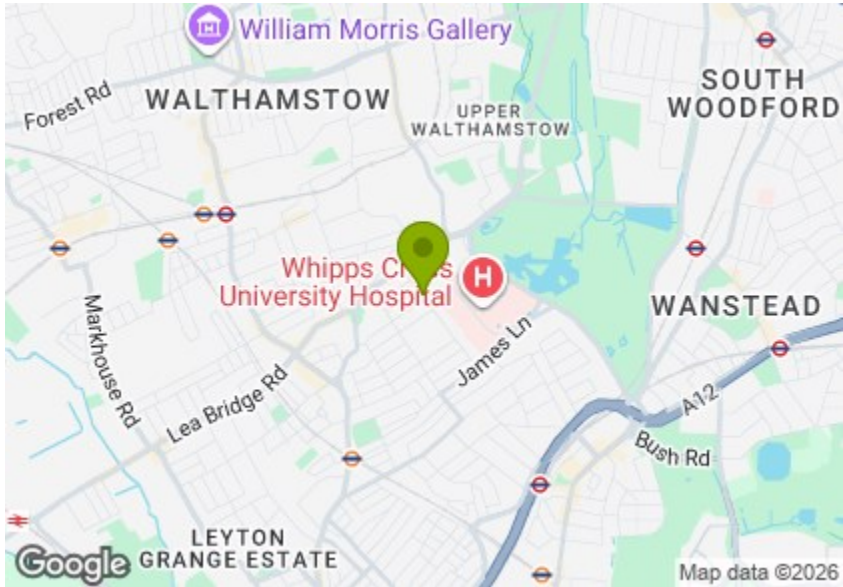 William Morris Gallery
Forest Rd
WALTHAMSTOW
UPPER
WALTHAMSTOW
SOUTH
WOODFORD
Whipps Cross
University Hospital
H
WANSTEAD
Markhouse Rd
James Ln
Lea Bridge Rd
A12
Bush Rd
LEYTON
GRANGE ESTATE
Google
Map data ©2026